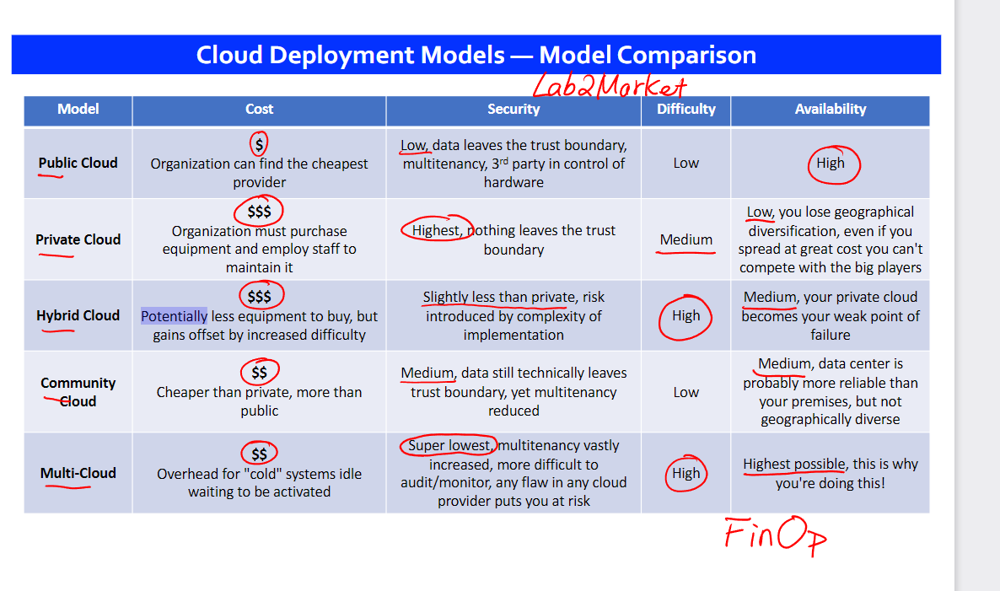 Cloud Deployment Models — Model Comparison
Lab2Market
Model Cost Security Difficulty Availability
Public Cloud
$
Organization can find the cheapest
provider
Low, data leaves the trust boundary,
multitenancy, 3rd party in control of
hardware
Low
High
Private Cloud
$$$
Organization must purchase
equipment and employ staff to
maintain it
Highest, nothing leaves the trust
boundary
Medium
Low, you lose geographical
diversification, even if you
spread at great cost you can't
compete with the big players
Hybrid Cloud
$$$
Potentially less equipment to buy, but
gains offset by increased difficulty
Slightly less than private, risk
introduced by complexity of
implementation
High
Medium, your private cloud
becomes your weak point of
failure
Community
Cloud
$$
Cheaper than private, more than
public
Medium, data still technically leaves
trust boundary, yet multitenancy
reduced
Low
Medium, data center is
probably more reliable than
your premises, but not
geographically diverse
Multi-Cloud
$$
Overhead for "cold" systems idle
waiting to be activated
Super lowest, multitenancy vastly
increased, more difficult to
audit/monitor, any flaw in any cloud
provider puts you at risk
High
Highest possible, this is why
you're doing this!
FinOp